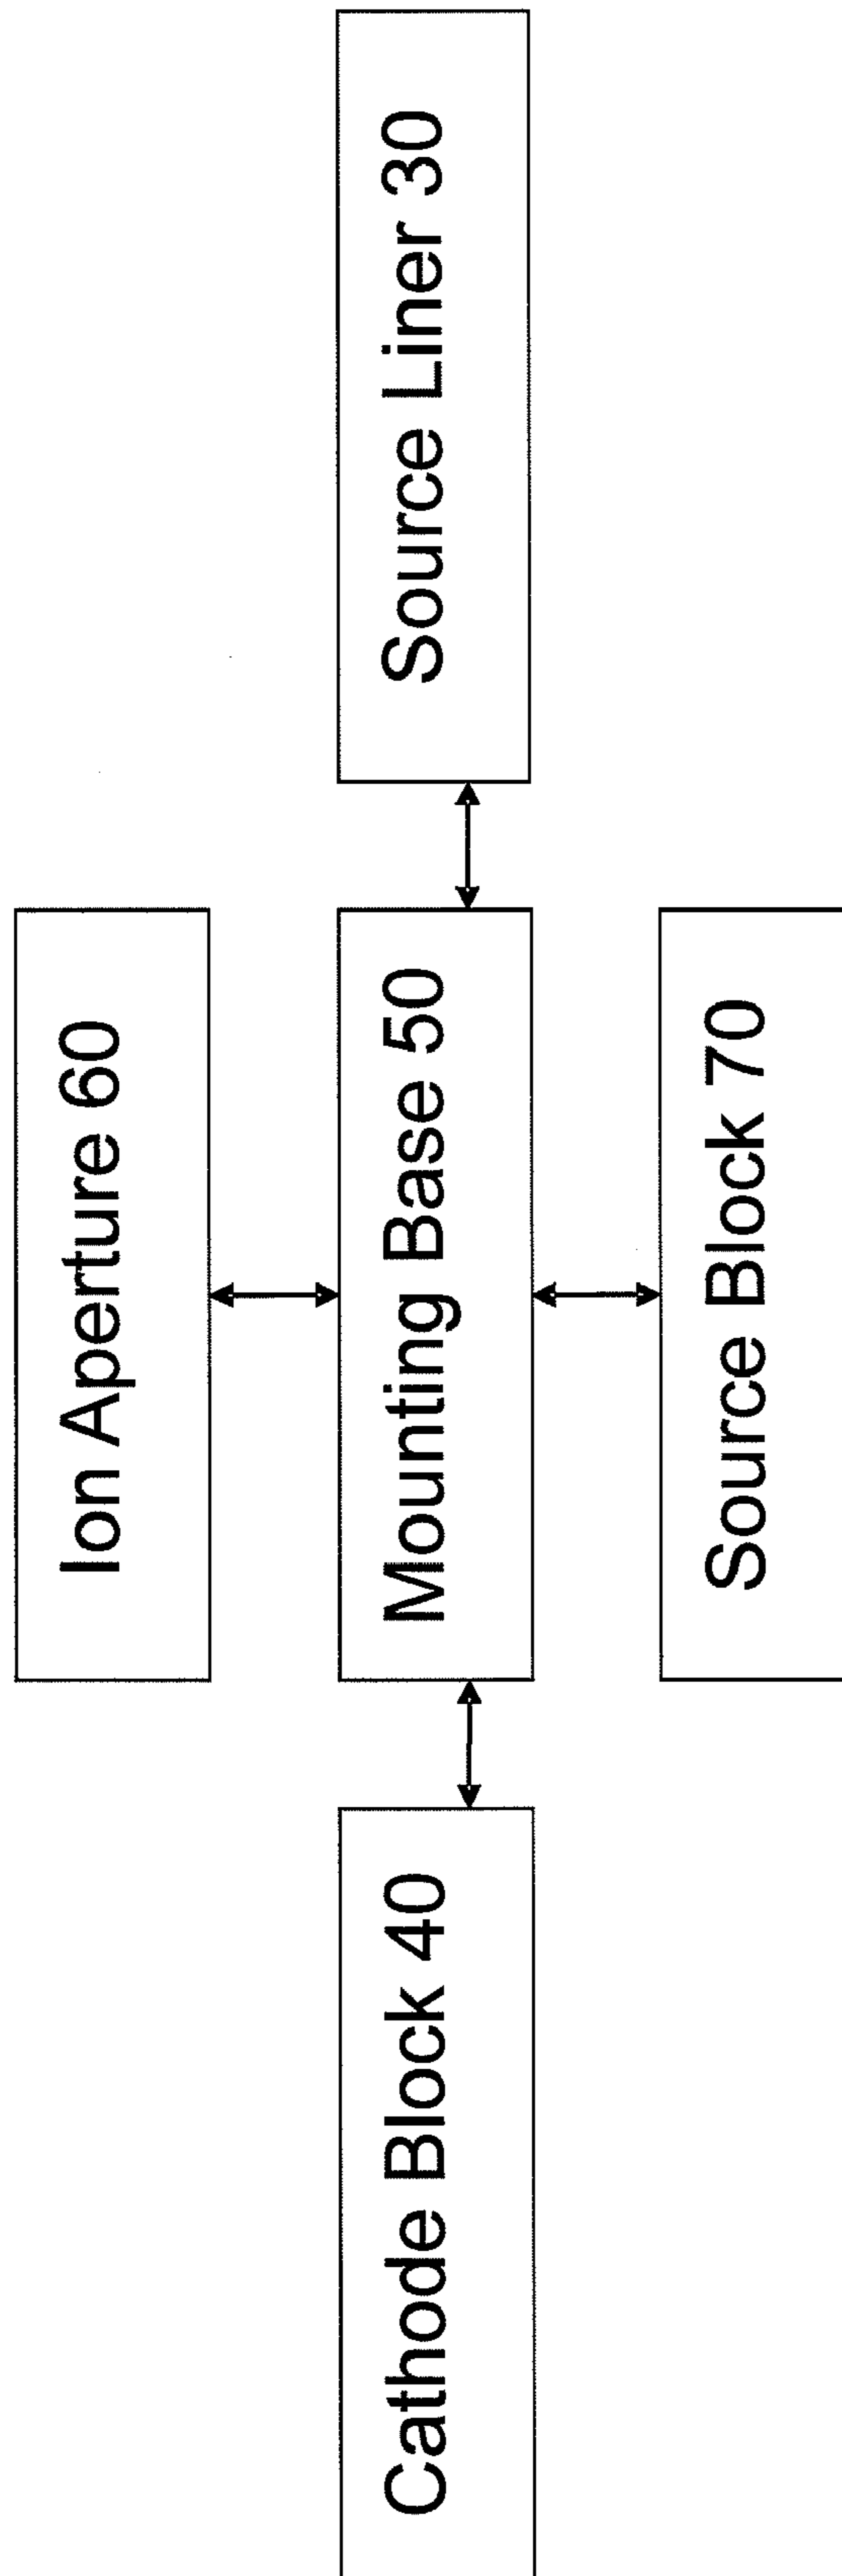 Ion Aperture 60
Cathode Block 40
Mounting Base 50
Source Liner 30
Source Block 70